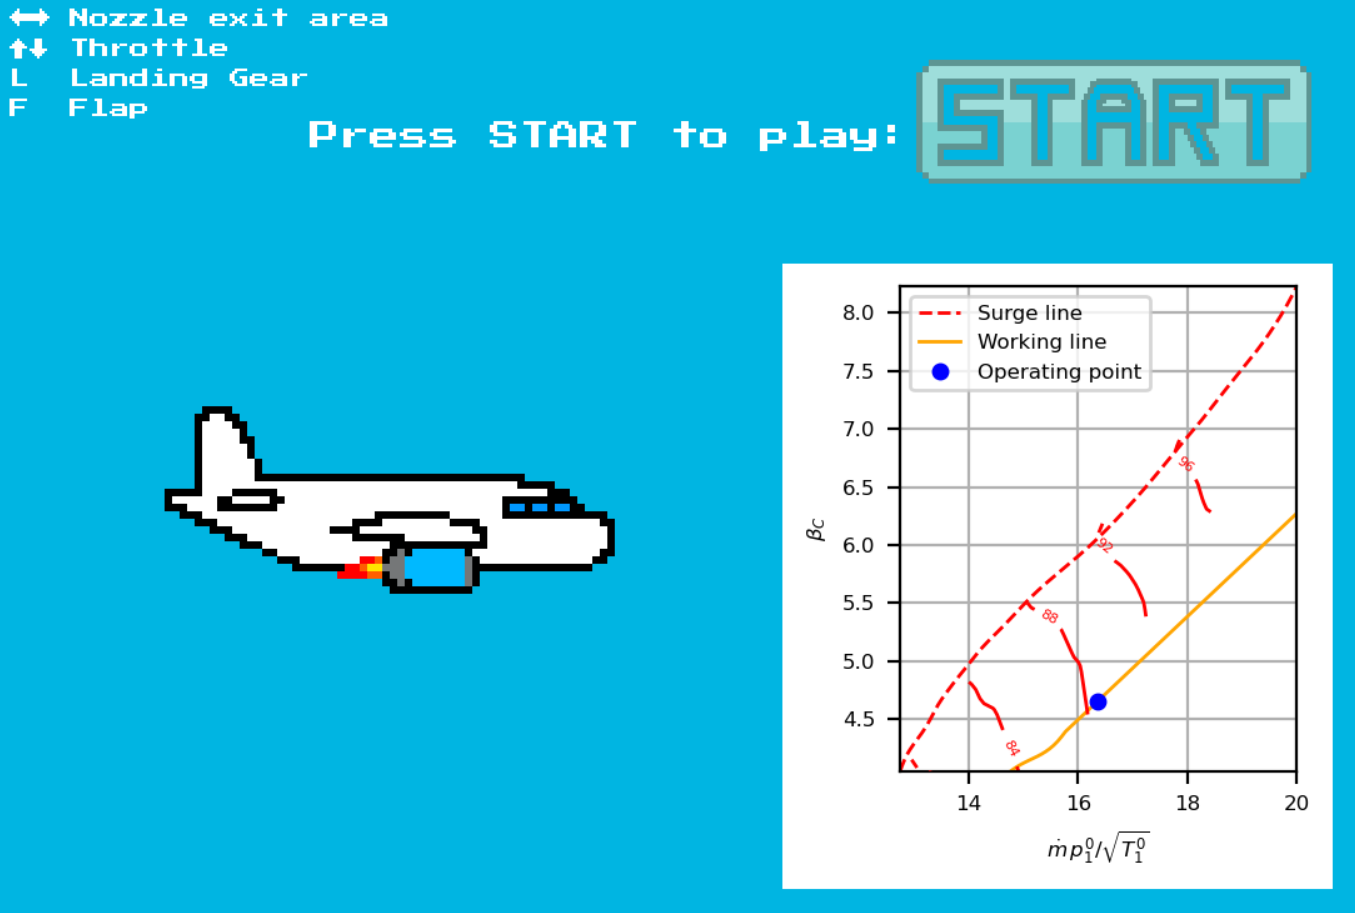 Nozzle exit area
Throttle
L Landing Gear
F Flap
Press START to play:
START
Surge line
Working line
Operating point
8.0
7.5
7.0
6.5
6.0
5.5
5.0
4.5
96
92
88
84
14 16 18 20
β_C
ṁ p₁⁰/√T₁⁰